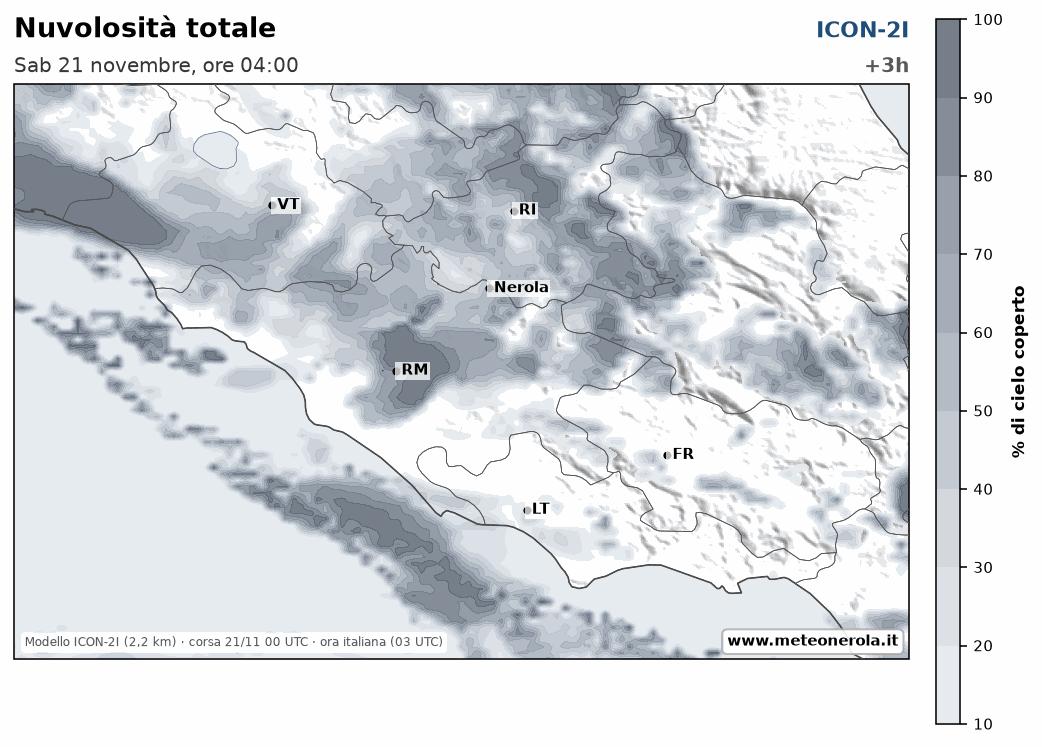 Nuvolosità totale
ICON-2I
Sab 21 novembre, ore 04:00
+3h
100
90
80
70
60
50
40
30
20
10
% di cielo coperto
VT
RI
Nerola
RM
FR
LT
Modello ICON-2I (2,2 km) · corsa 21/11 00 UTC · ora italiana (03 UTC)
www.meteonerola.it